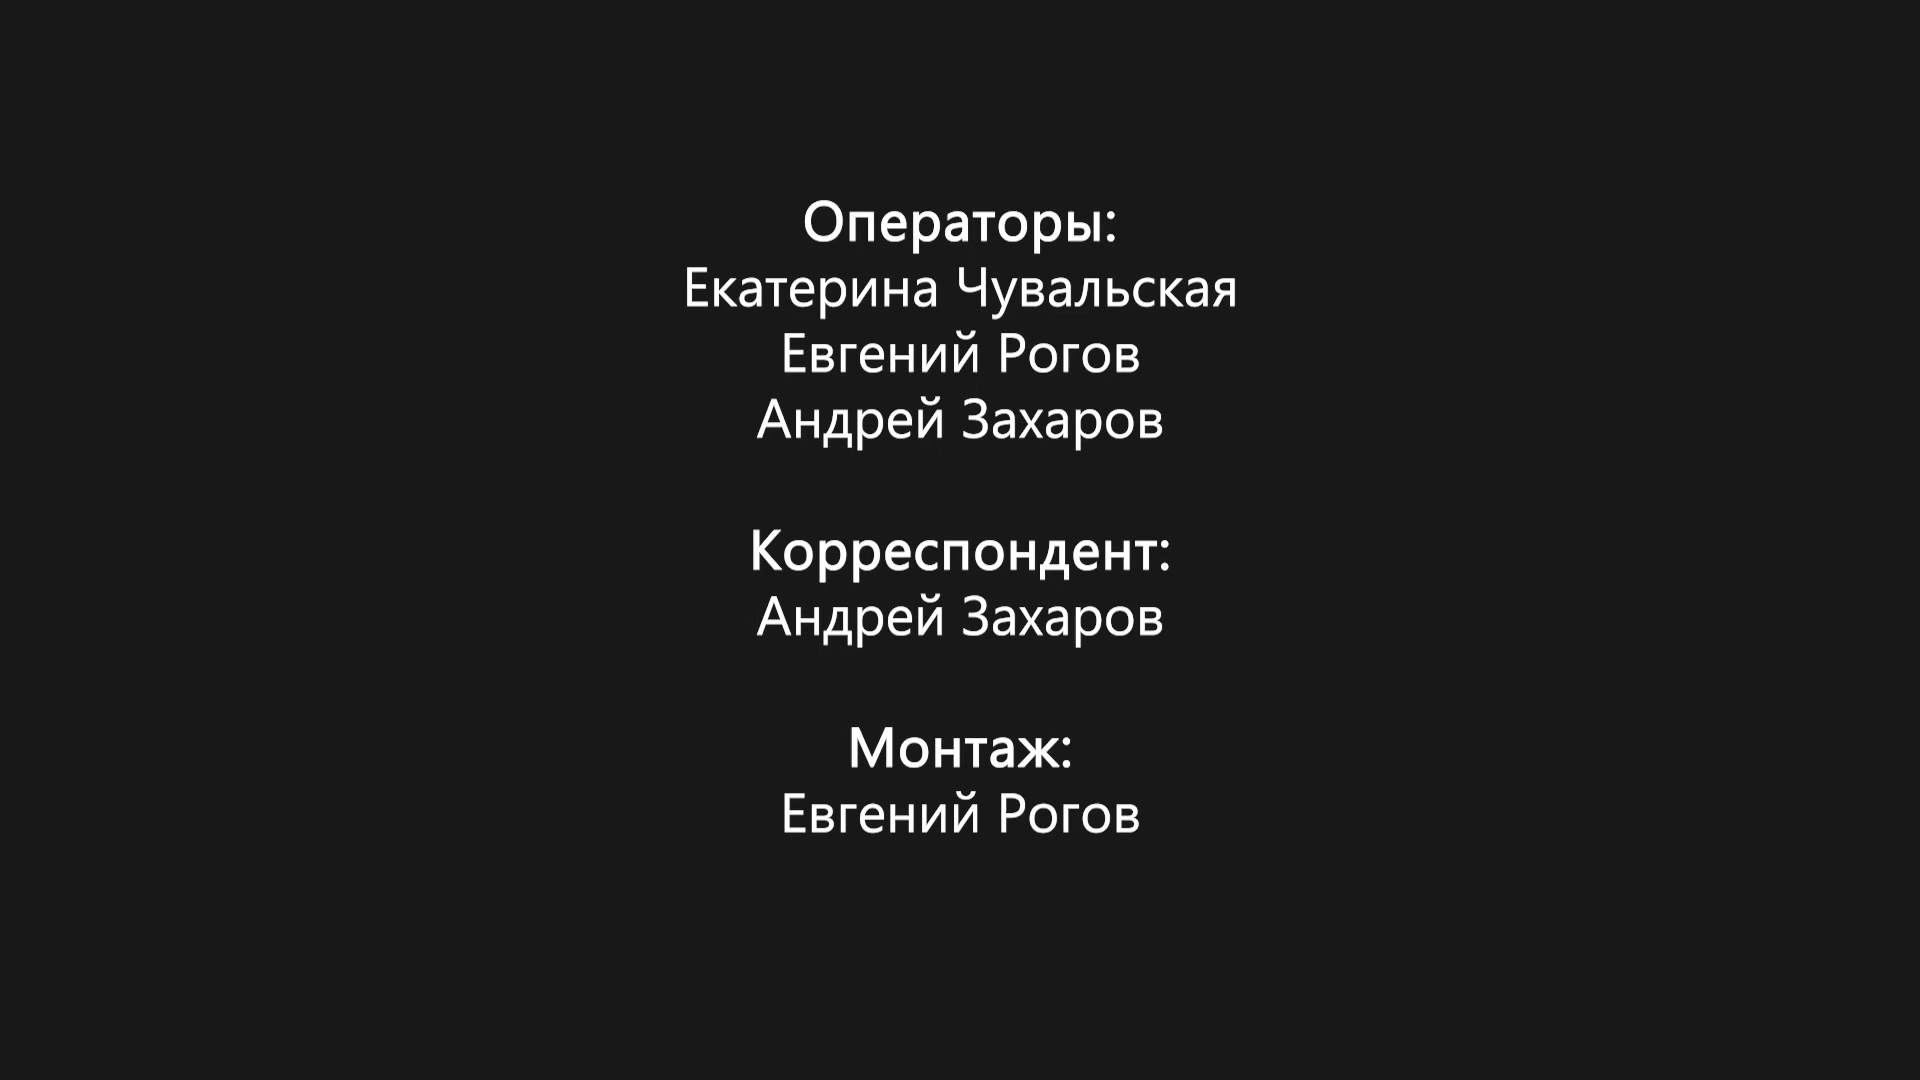 Операторы:
Екатерина Чувальская
Евгений Рогов
Андрей Захаров
Корреспондент:
Андрей Захаров
Монтаж:
Евгений Рогов